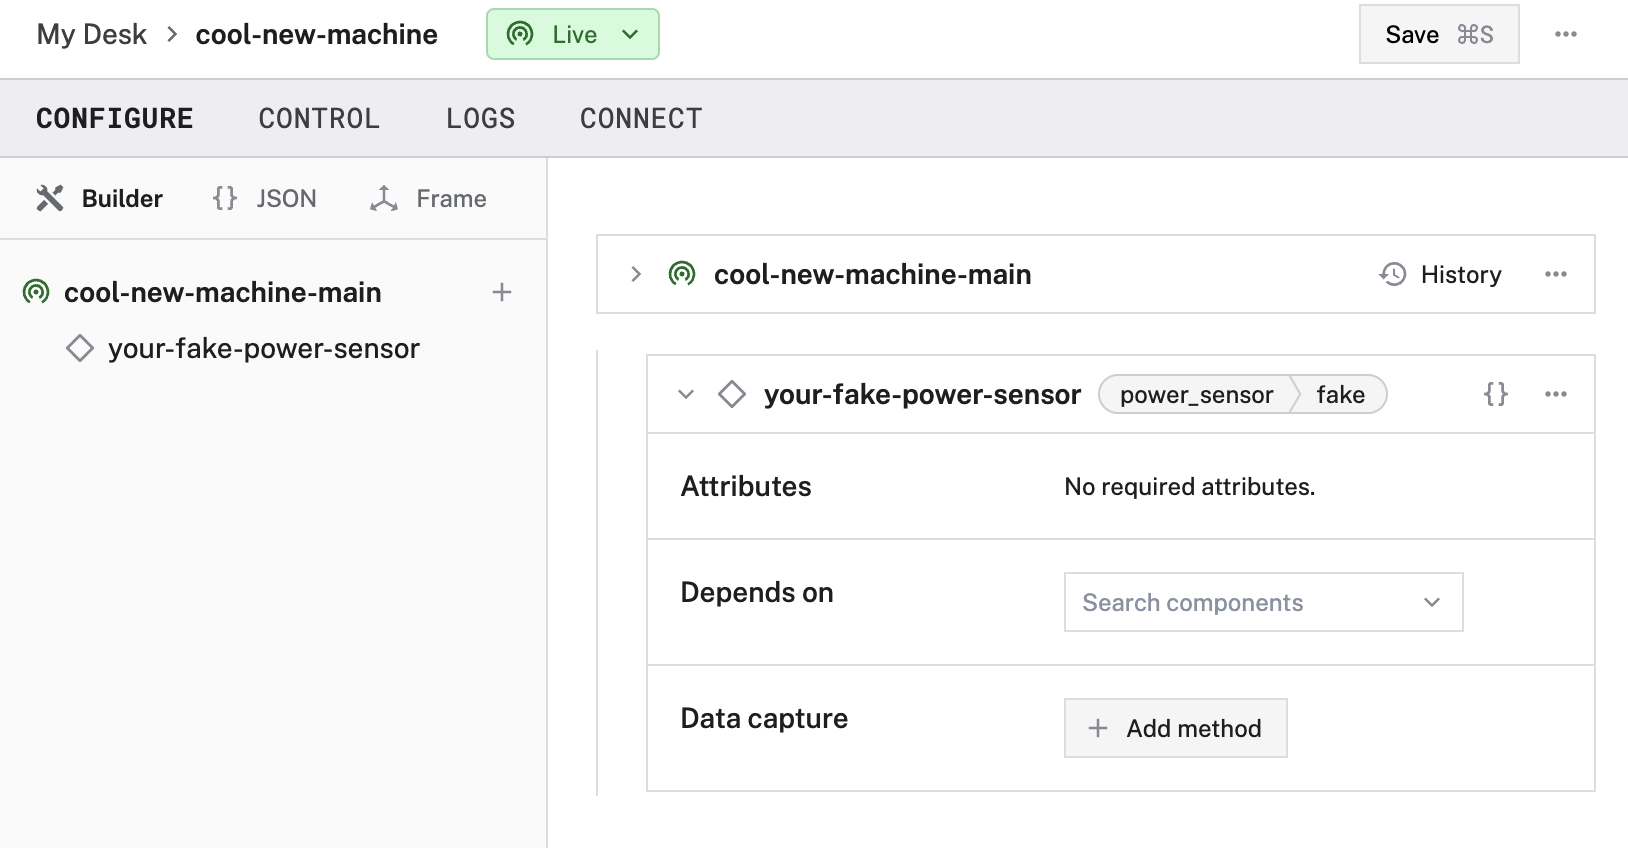 My Desk > cool-new-machine Live Save ⌘S ···
CONFIGURE CONTROL LOGS CONNECT
Builder {} JSON Frame
cool-new-machine-main +
your-fake-power-sensor
cool-new-machine-main History ···
your-fake-power-sensor power_sensor fake {} ···
Attributes No required attributes.
Depends on Search components
Data capture + Add method